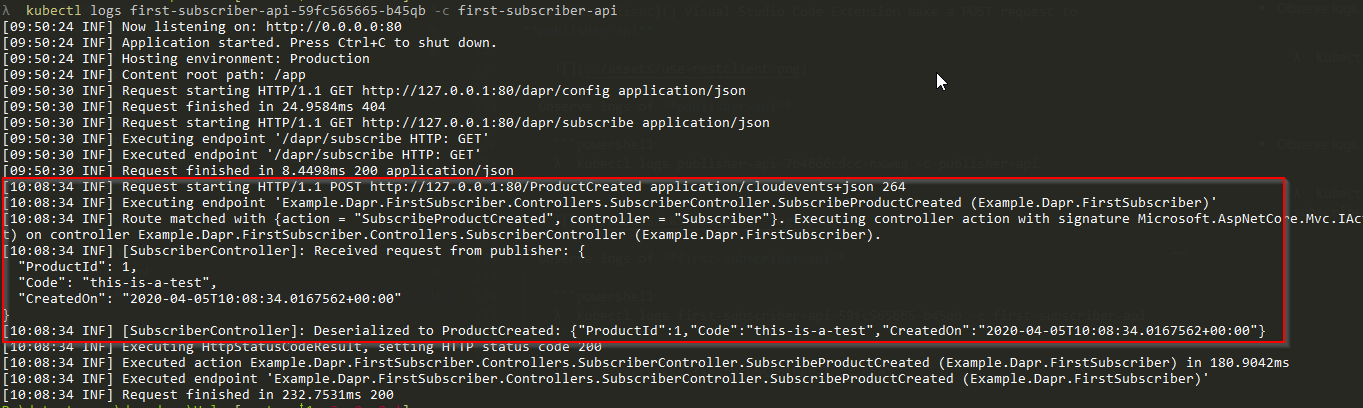 λ kubectl logs first-subscriber-api-59fc565665-b45qb -c first-subscriber-api
[09:50:24 INF] Now listening on: http://0.0.0.0:80
[09:50:24 INF] Application started. Press Ctrl+C to shut down.
[09:50:24 INF] Hosting environment: Production
[09:50:24 INF] Content root path: /app
[09:50:24 INF] Request starting HTTP/1.1 GET http://127.0.0.1:80/dapr/config application/json
[09:50:24 INF] Request finished in 24.9584ms 404
[09:50:30 INF] Request starting HTTP/1.1 GET http://127.0.0.1:80/dapr/subscribe application/json
[09:50:30 INF] Executing endpoint '/dapr/subscribe HTTP: GET'
[09:50:30 INF] Executed endpoint '/dapr/subscribe HTTP: GET'
[09:50:30 INF] Request finished in 8.4498ms 200 application/json
[10:08:34 INF] Request starting HTTP/1.1 POST http://127.0.0.1:80/ProductCreated application/cloudevents+json 264
[10:08:34 INF] Executing endpoint 'Example.Dapr.FirstSubscriber.Controllers.SubscriberController.SubscribeProductCreated (Example.Dapr.FirstSubscriber)'
[10:08:34 INF] Route matched with {action = "SubscribeProductCreated", controller = "Subscriber"}. Executing controller action with signature Microsoft.AspNetCore.Mvc.IAct
t) on controller Example.Dapr.FirstSubscriber.Controllers.SubscriberController (Example.Dapr.FirstSubscriber).
[10:08:34 INF] [SubscriberController]: Received request from publisher: {
"ProductId": 1,
"Code": "this-is-a-test",
"CreatedOn": "2020-04-05T10:08:34.0167562+00:00"
}
[10:08:34 INF] [SubscriberController]: Deserialized to ProductCreated: {"ProductId":1,"Code":"this-is-a-test","CreatedOn":"2020-04-05T10:08:34.0167562+00:00"}
[10:08:34 INF] Executing HttpStatusCodeResult, setting HTTP status code 200
[10:08:34 INF] Executed action Example.Dapr.FirstSubscriber.Controllers.SubscriberController.SubscribeProductCreated (Example.Dapr.FirstSubscriber) in 180.9042ms
[10:08:34 INF] Executed endpoint 'Example.Dapr.FirstSubscriber.Controllers.SubscriberController.SubscribeProductCreated (Example.Dapr.FirstSubscriber)'
[10:08:34 INF] Request finished in 232.7531ms 200